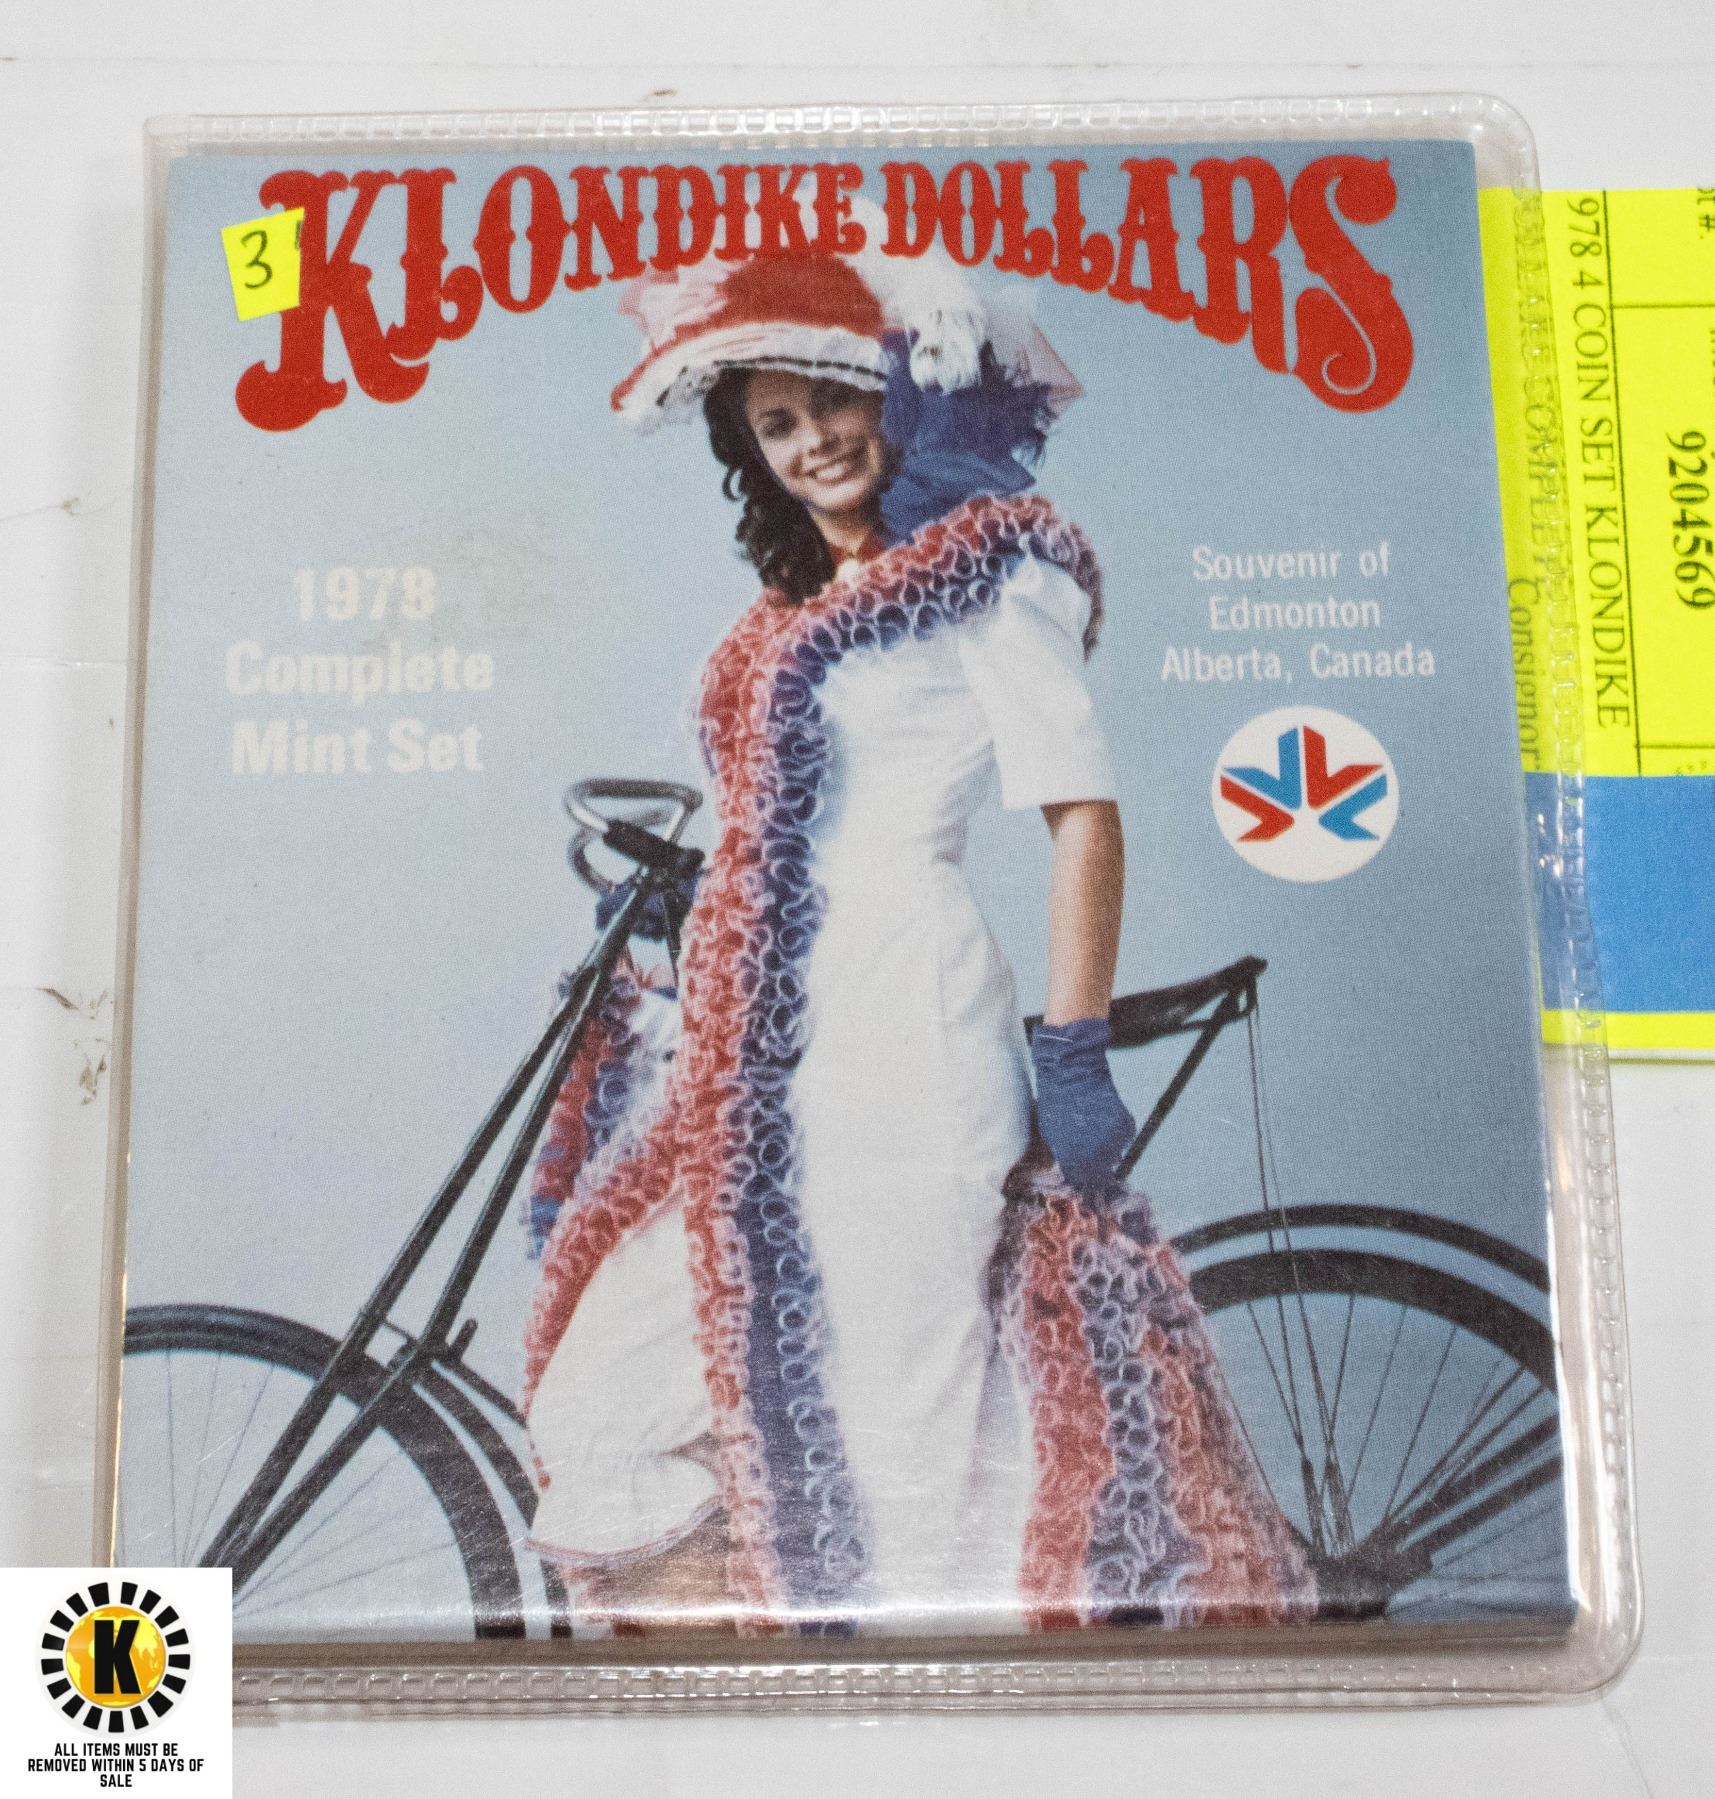 KLONDIKE DOLLARS
3
1978
Complete
Mint Set
Souvenir of
Edmonton
Alberta, Canada
9204569
978 4 COIN SET KLONDIKE
Consignor:
K
ALL ITEMS MUST BE
REMOVED WITHIN 5 DAYS OF
SALE